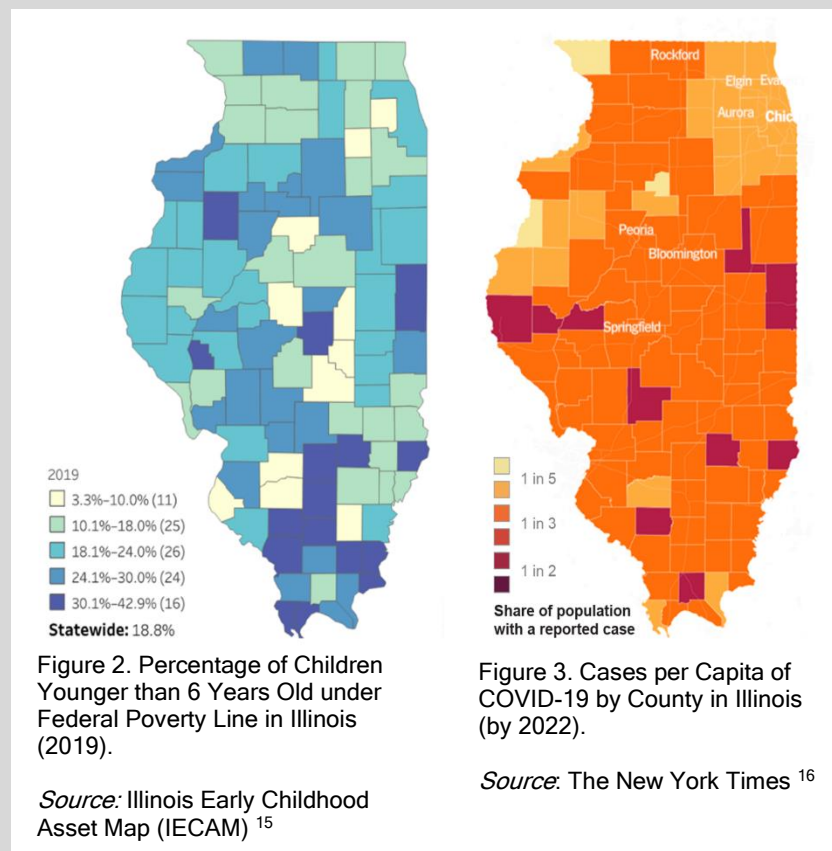 2019
3.3%–10.0% (11)
10.1%–18.0% (25)
18.1%–24.0% (26)
24.1%–30.0% (24)
30.1%–42.9% (16)
Statewide: 18.8%
Figure 2. Percentage of Children
Younger than 6 Years Old under
Federal Poverty Line in Illinois
(2019).
Source: Illinois Early Childhood
Asset Map (IECAM) 15
Rockford
Elgin
Aurora
Peoria
Bloomington
Springfield
1 in 5
1 in 3
1 in 2
Share of population
with a reported case
Figure 3. Cases per Capita of
COVID-19 by County in Illinois
(by 2022).
Source: The New York Times 16